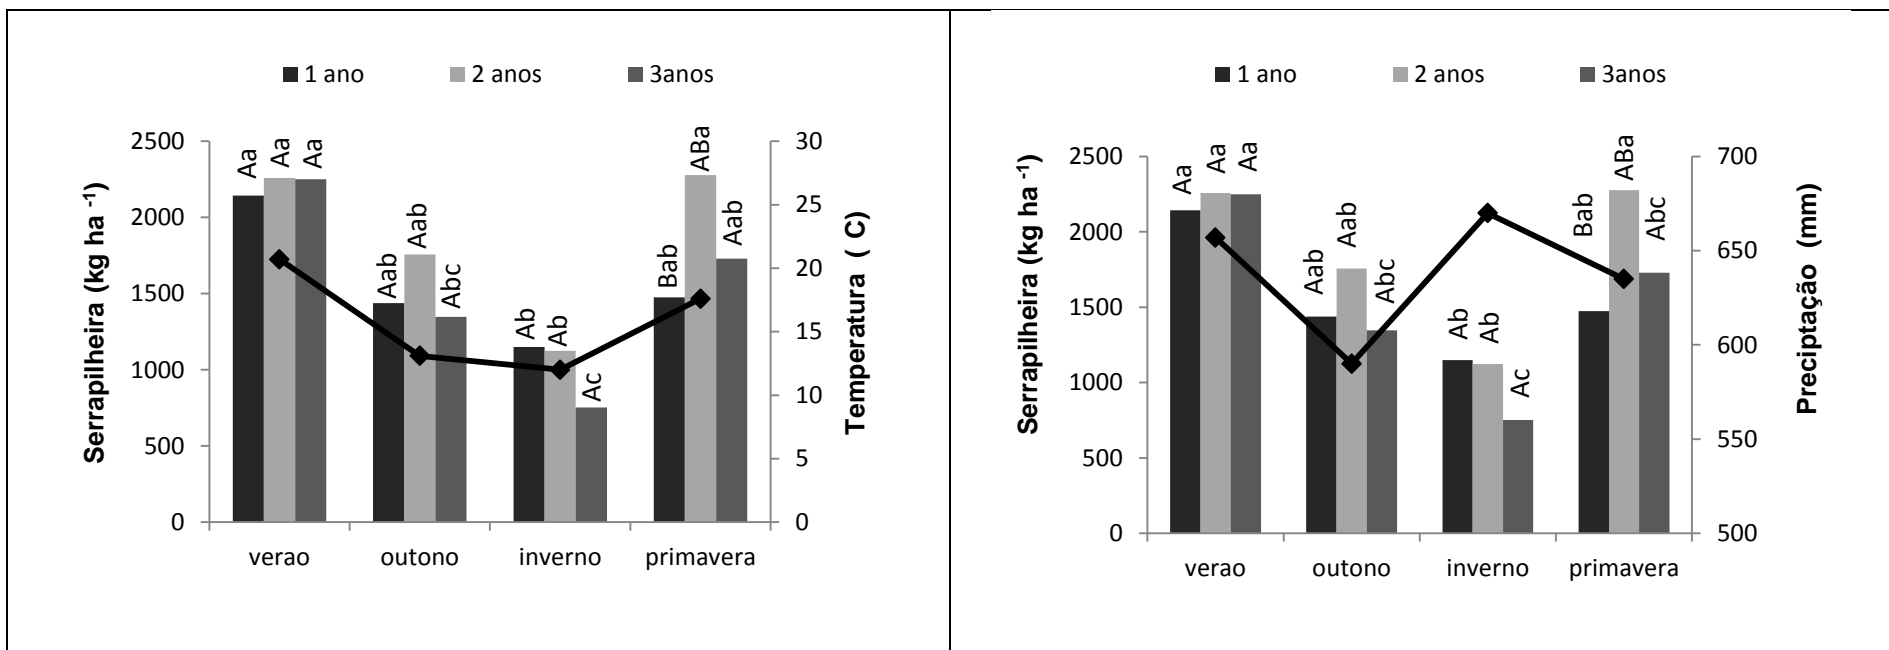 1 ano 2 anos 3anos
Serrapilheira (kg ha -1)
2500
2000
1500
1000
500
0
Aa Aa Aa
Aab Aab Abc
Ab Ab Ac
Bab ABa Aab
30
25
20
15
10
5
0
Temperatura ( C)
verao outono inverno primavera
1 ano 2 anos 3anos
Serrapilheira (kg ha -1)
2500
2000
1500
1000
500
0
Aa Aa Aa
Aab Aab Abc
Ab Ab Ac
Bab ABa Abc
700
650
600
550
500
Preciptação (mm)
verao outono inverno primavera